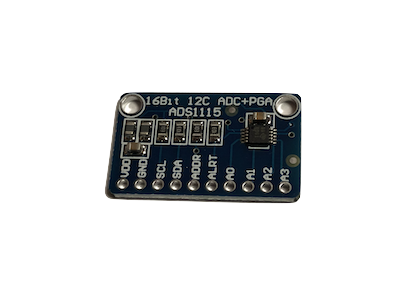 16Bit I2C ADC+PGA
ADS1115
VDD GND SCL SDA ADDR ALRT A0 A1 A2 A3